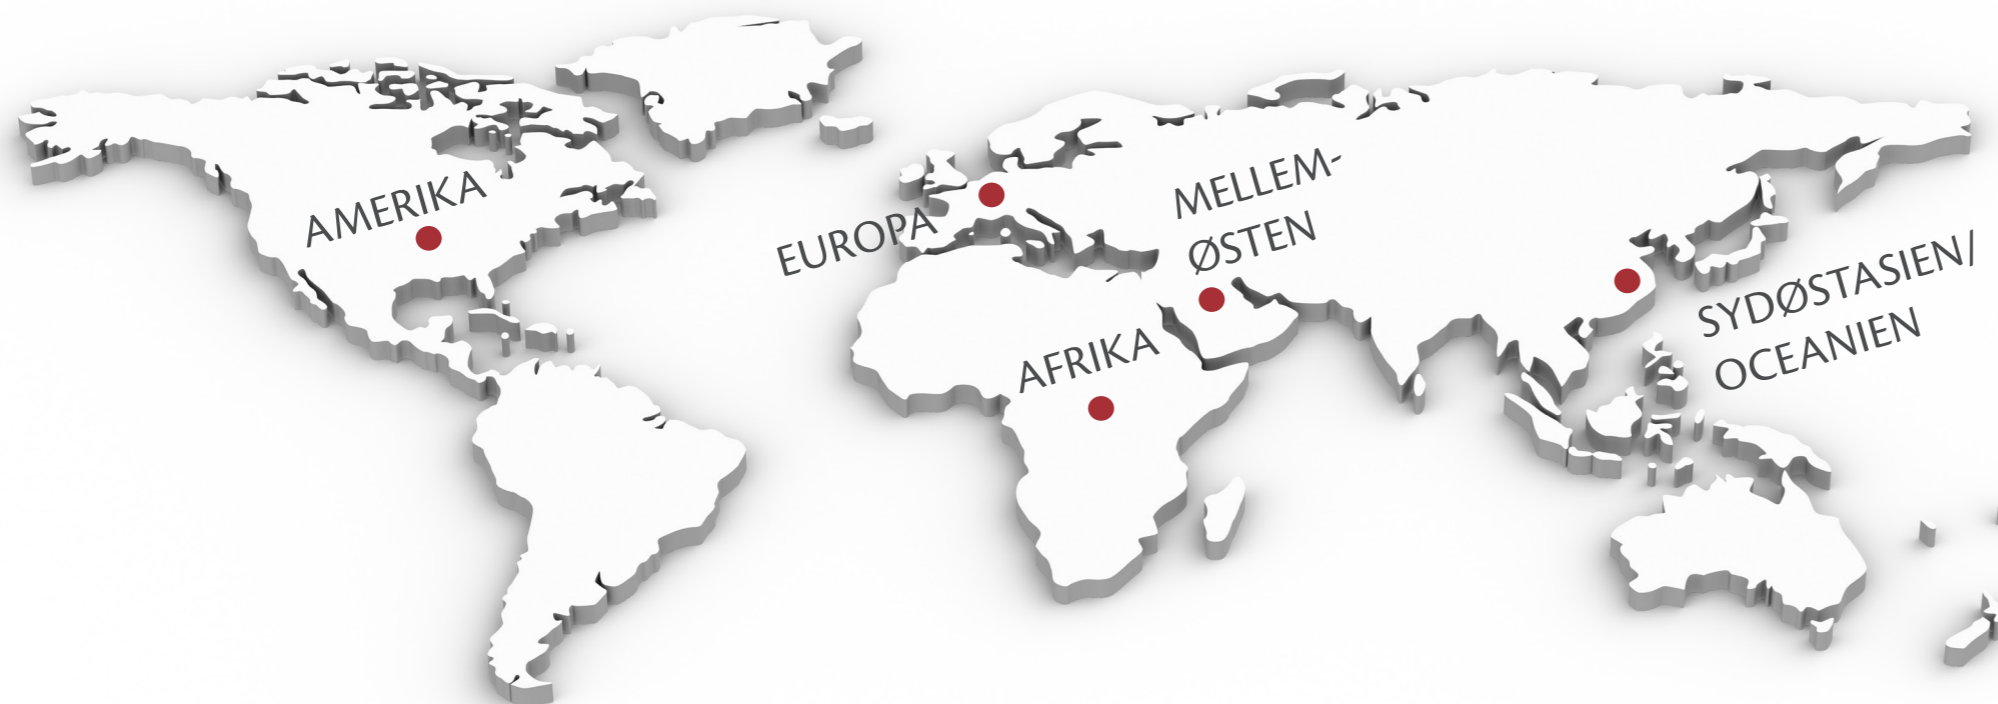 AMERIKA
EUROPA
MELLEM-
ØSTEN
AFRIKA
SYDØSTASIEN/
OCEANIEN